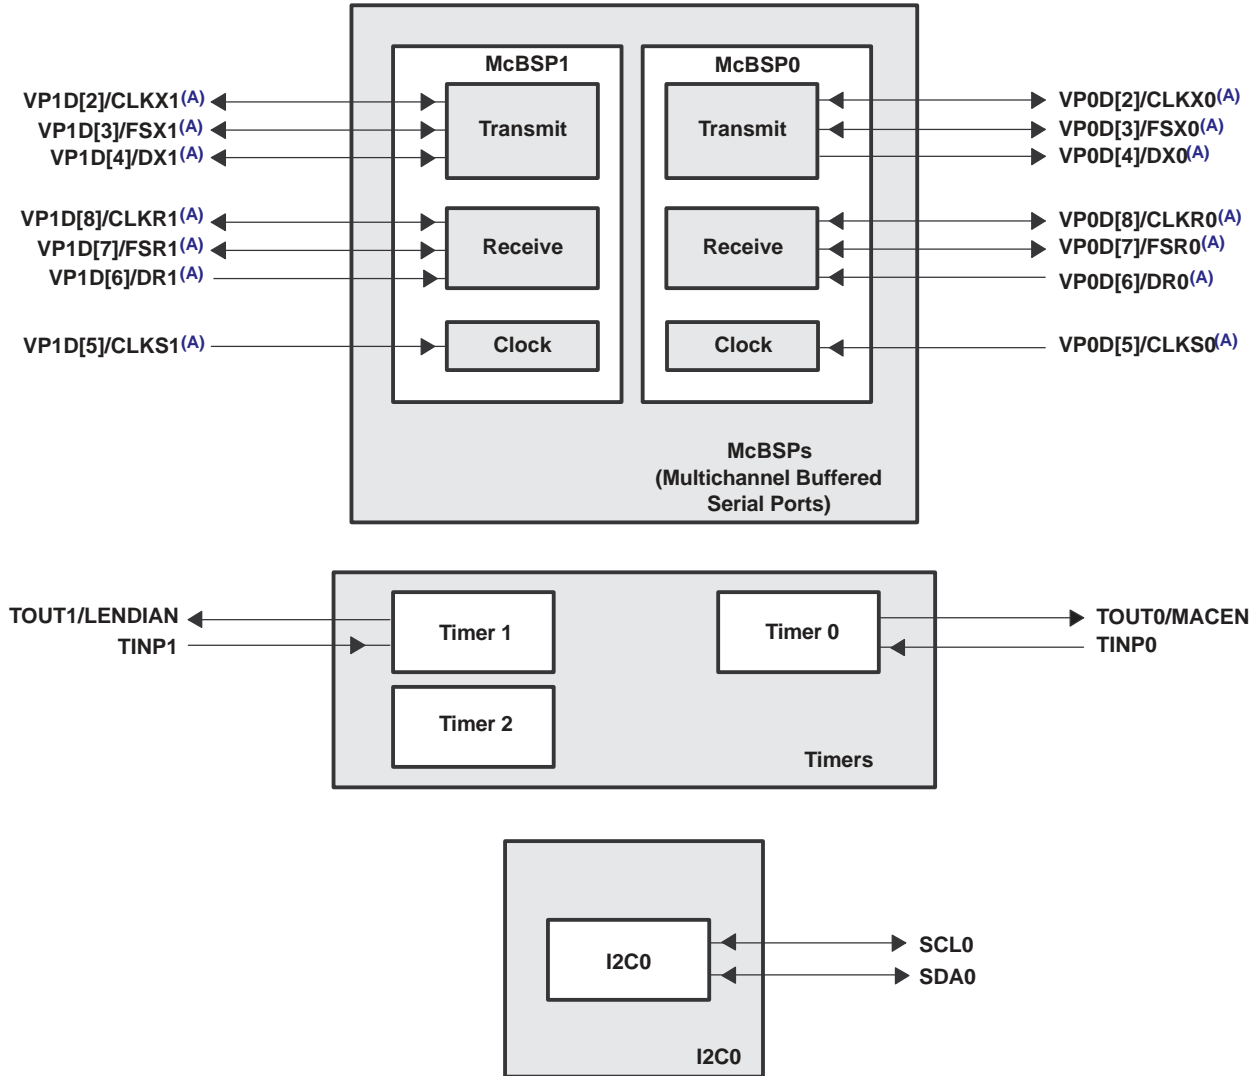 McBSP1
McBSP0
VP1D[2]/CLKX1(A)
VP1D[3]/FSX1(A)
VP1D[4]/DX1(A)
Transmit
Transmit
VP0D[2]/CLKX0(A)
VP0D[3]/FSX0(A)
VP0D[4]/DX0(A)
VP1D[8]/CLKR1(A)
VP1D[7]/FSR1(A)
VP1D[6]/DR1(A)
Receive
Receive
VP0D[8]/CLKR0(A)
VP0D[7]/FSR0(A)
VP0D[6]/DR0(A)
VP1D[5]/CLKS1(A)
Clock
Clock
VP0D[5]/CLKS0(A)
McBSPs
(Multichannel Buffered
Serial Ports)
TOUT1/LENDIAN
TINP1
Timer 1
Timer 0
TOUT0/MACEN
TINP0
Timer 2
Timers
I2C0
SCL0
SDA0
I2C0